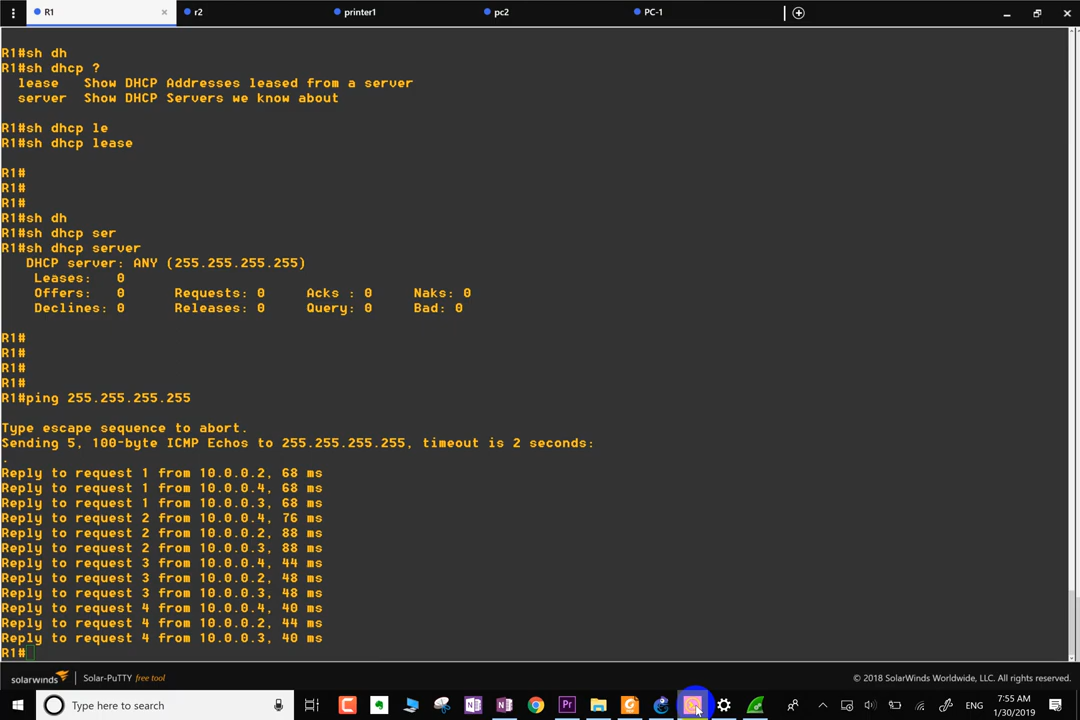 R1
r2
printer1
pc2
PC-1
R1#sh dh
R1#sh dhcp ?
lease Show DHCP Addresses leased from a server
server Show DHCP Servers we know about
R1#sh dhcp le
R1#sh dhcp lease
R1#
R1#
R1#
R1#sh dh
R1#sh dhcp ser
R1#sh dhcp server
DHCP server: ANY (255.255.255.255)
Leases: 0
Offers: 0 Requests: 0 Acks : 0 Naks: 0
Declines: 0 Releases: 0 Query: 0 Bad: 0
R1#
R1#
R1#
R1#
R1#ping 255.255.255.255
Type escape sequence to abort.
Sending 5, 100-byte ICMP Echos to 255.255.255.255, timeout is 2 seconds:
.
Reply to request 1 from 10.0.0.2, 68 ms
Reply to request 1 from 10.0.0.4, 68 ms
Reply to request 1 from 10.0.0.3, 68 ms
Reply to request 2 from 10.0.0.4, 76 ms
Reply to request 2 from 10.0.0.2, 88 ms
Reply to request 2 from 10.0.0.3, 88 ms
Reply to request 3 from 10.0.0.4, 44 ms
Reply to request 3 from 10.0.0.2, 48 ms
Reply to request 3 from 10.0.0.3, 48 ms
Reply to request 4 from 10.0.0.4, 40 ms
Reply to request 4 from 10.0.0.2, 44 ms
Reply to request 4 from 10.0.0.3, 40 ms
R1#
solarwinds Solar-PuTTY free tool © 2018 SolarWinds Worldwide, LLC. All rights reserved.
Type here to search
Pr
ENG
7:55 AM
1/30/2019